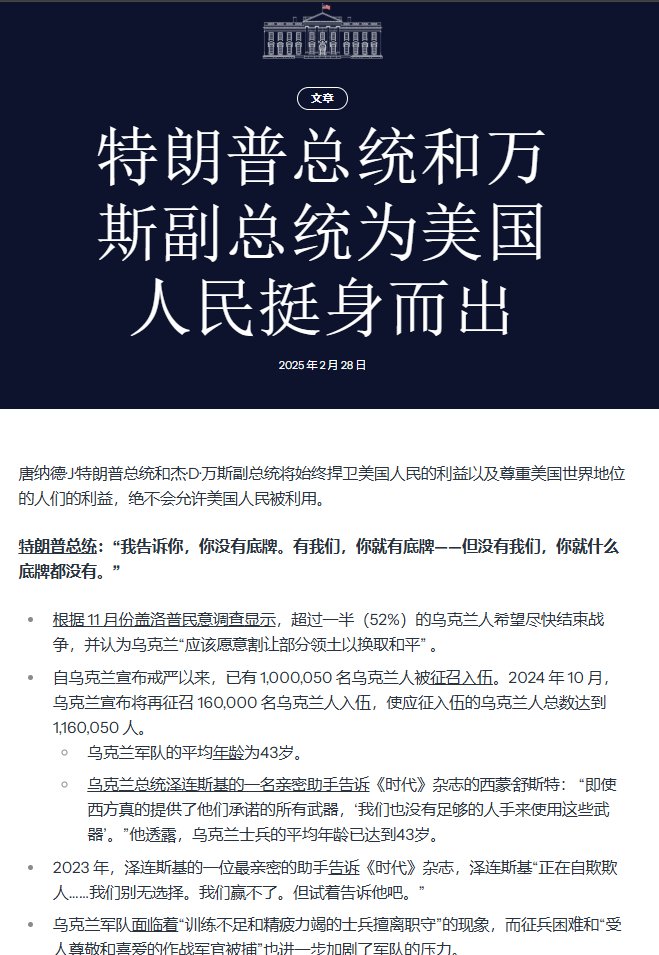 文章
特朗普总统和万
斯副总统为美国
人民挺身而出
2025 年 2 月 28 日
唐纳德·J·特朗普总统和杰·D·万斯副总统将始终捍卫美国人民的利益以及尊重美国世界地位
的人们的利益，绝不会允许美国人民被利用。
特朗普总统：“我告诉你，你没有底牌。有我们，你就有底牌——但没有我们，你就什么
底牌都没有。”
根据 11 月份盖洛普民意调查显示，超过一半（52%）的乌克兰人希望尽快结束战
争，并认为乌克兰“应该愿意割让部分领土以换取和平” 。
自乌克兰宣布戒严以来，已有 1,000,050 名乌克兰人被征召入伍。2024 年 10 月，
乌克兰宣布将再征召 160,000 名乌克兰人入伍，使应征入伍的乌克兰人总数达到
1,160,050 人。
乌克兰军队的平均年龄为43岁。
乌克兰总统泽连斯基的一名亲密助手告诉《时代》杂志的西蒙舒斯特： “即使
西方真的提供了他们承诺的所有武器，‘我们也没有足够的人手来使用这些武
器’。”他透露，乌克兰士兵的平均年龄已达到43岁。
2023 年，泽连斯基的一位最亲密的助手告诉《时代》杂志，泽连斯基“正在自欺欺
人……我们别无选择。我们赢不了。但试着告诉他吧。”
乌克兰军队面临着“训练不足和精疲力竭的士兵擅离职守”的现象，而征兵困难和“受
人尊敬和喜爱的作战军官被捕”也进一步加剧了军队的压力。